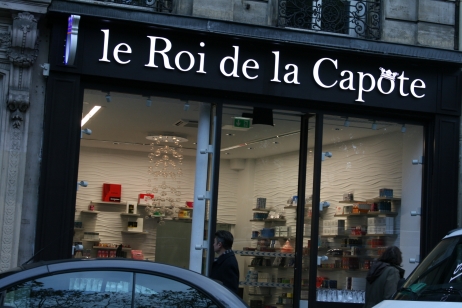 le Roi de la Capote